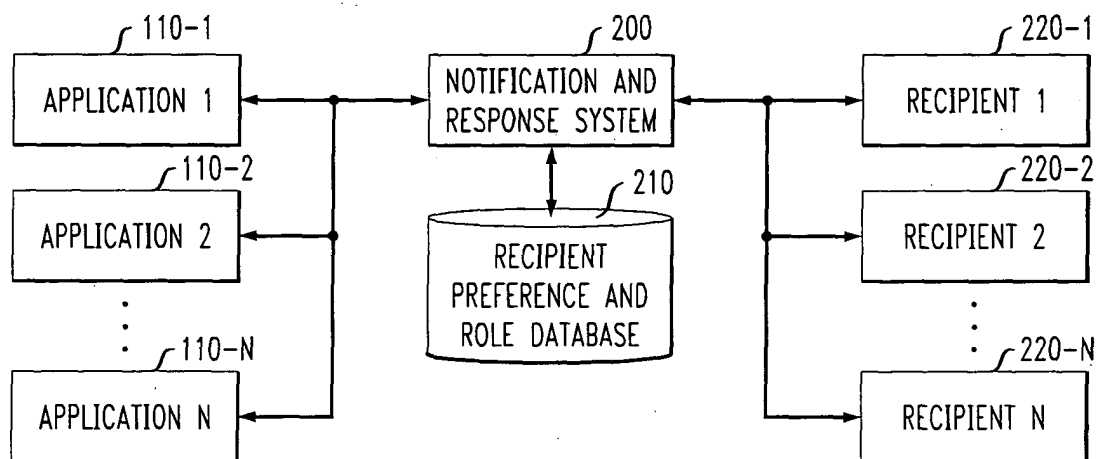 110-1
APPLICATION 1
110-2
APPLICATION 2
110-N
APPLICATION N
200
NOTIFICATION AND
RESPONSE SYSTEM
210
RECIPIENT
PREFERENCE AND
ROLE DATABASE
220-1
RECIPIENT 1
220-2
RECIPIENT 2
220-N
RECIPIENT N